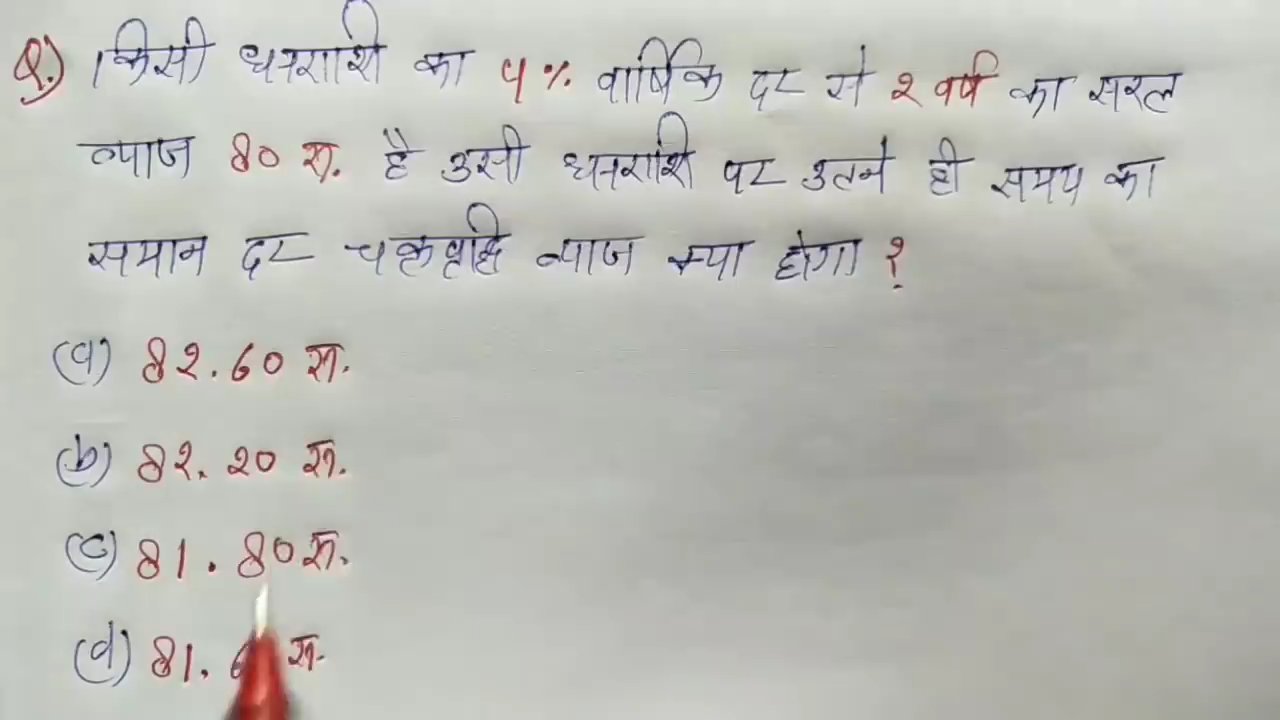 Q.) किसी धनराशि का 4% वार्षिक दर से 2 वर्ष का सरल
ब्याज 80 रु. है उसी धनराशि पर उतने ही समय का
समान दर चक्रवृद्धि ब्याज क्या होगा ?
(a) 82.60 रु.
(b) 82.20 रु.
(c) 81.80 रु.
(d) 81. रु.